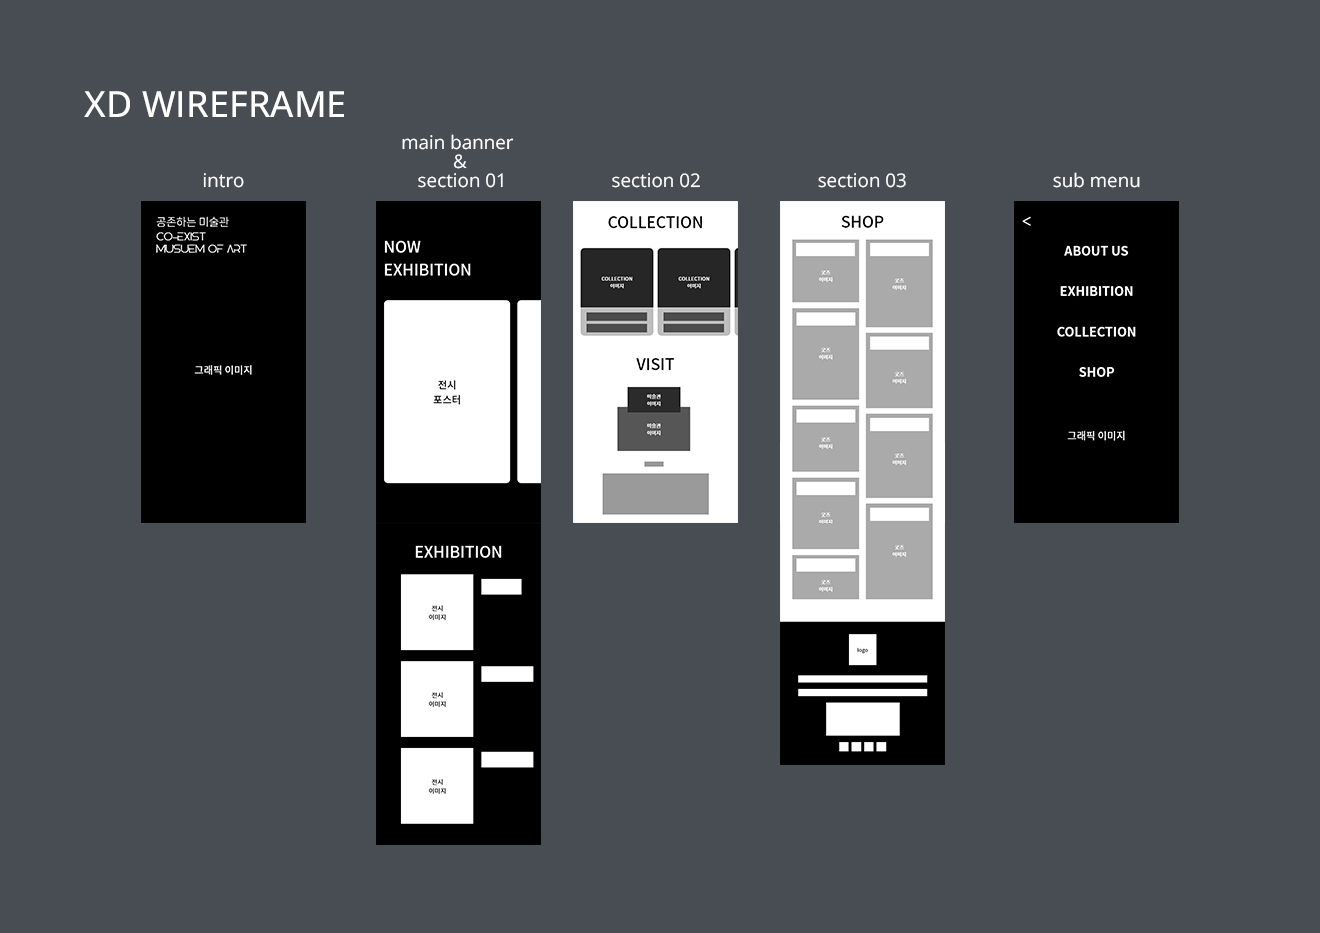 XD WIREFRAME
intro
공존하는 미술관
CO-EXIST
MUSUEM OF ART
그래픽 이미지
main banner
&
section 01
NOW
EXHIBITION
전시
포스터
EXHIBITION
전시
이미지
전시
이미지
전시
이미지
section 02
COLLECTION
COLLECTION
이미지
COLLECTION
이미지
VISIT
미술관
이미지
미술관
이미지
section 03
SHOP
굿즈
이미지
굿즈
이미지
굿즈
이미지
굿즈
이미지
굿즈
이미지
굿즈
이미지
굿즈
이미지
굿즈
이미지
굿즈
이미지
logo
sub menu
<
ABOUT US
EXHIBITION
COLLECTION
SHOP
그래픽 이미지